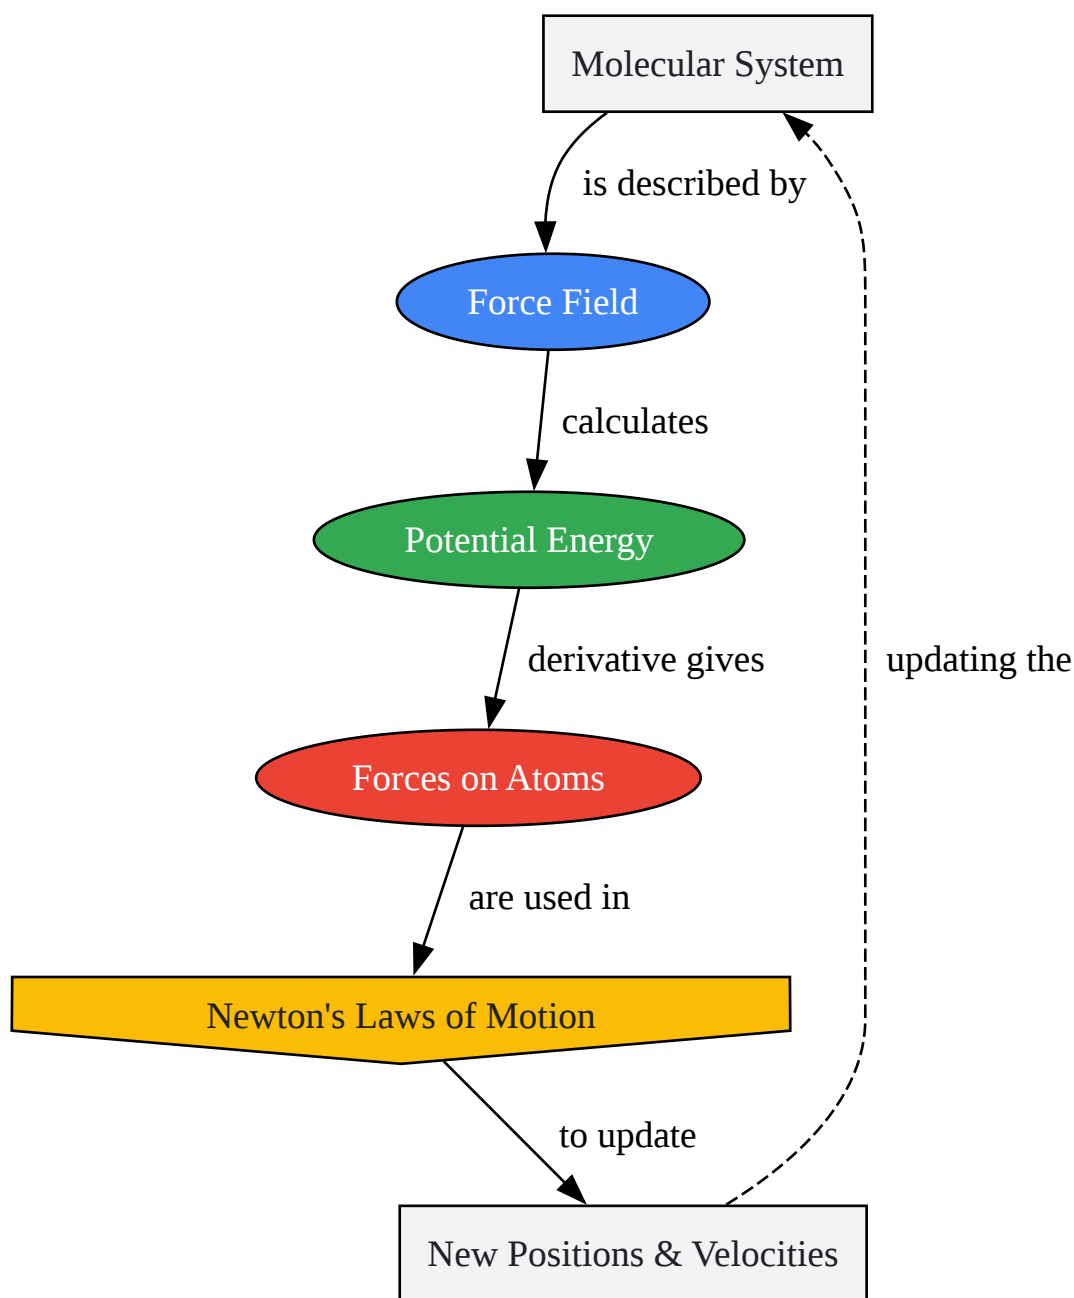 Molecular System
is described by
Force Field
calculates
Potential Energy
derivative gives
updating the
Forces on Atoms
are used in
Newton's Laws of Motion
to update
New Positions & Velocities